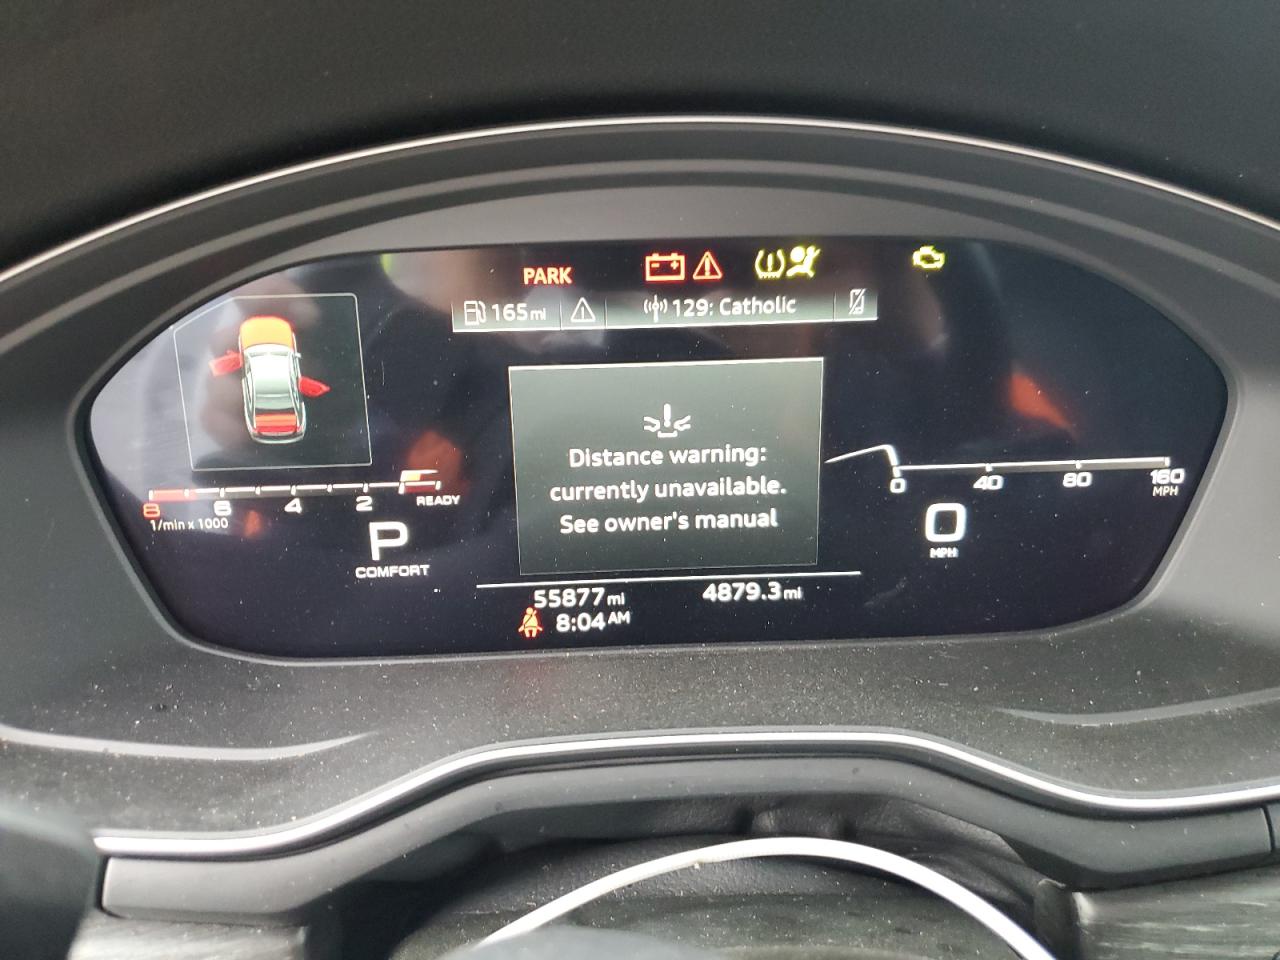 PARK
165 mi
129: Catholic
Distance warning:
currently unavailable.
See owner's manual
8 6 4 2 READY
1/min x 1000
P
COMFORT
0 40 80 160
MPH
0
MPH
55877 mi 4879.3 mi
8:04 AM